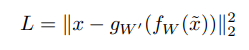 L = ‖x − g_{W′}(f_W(x̃))‖₂²